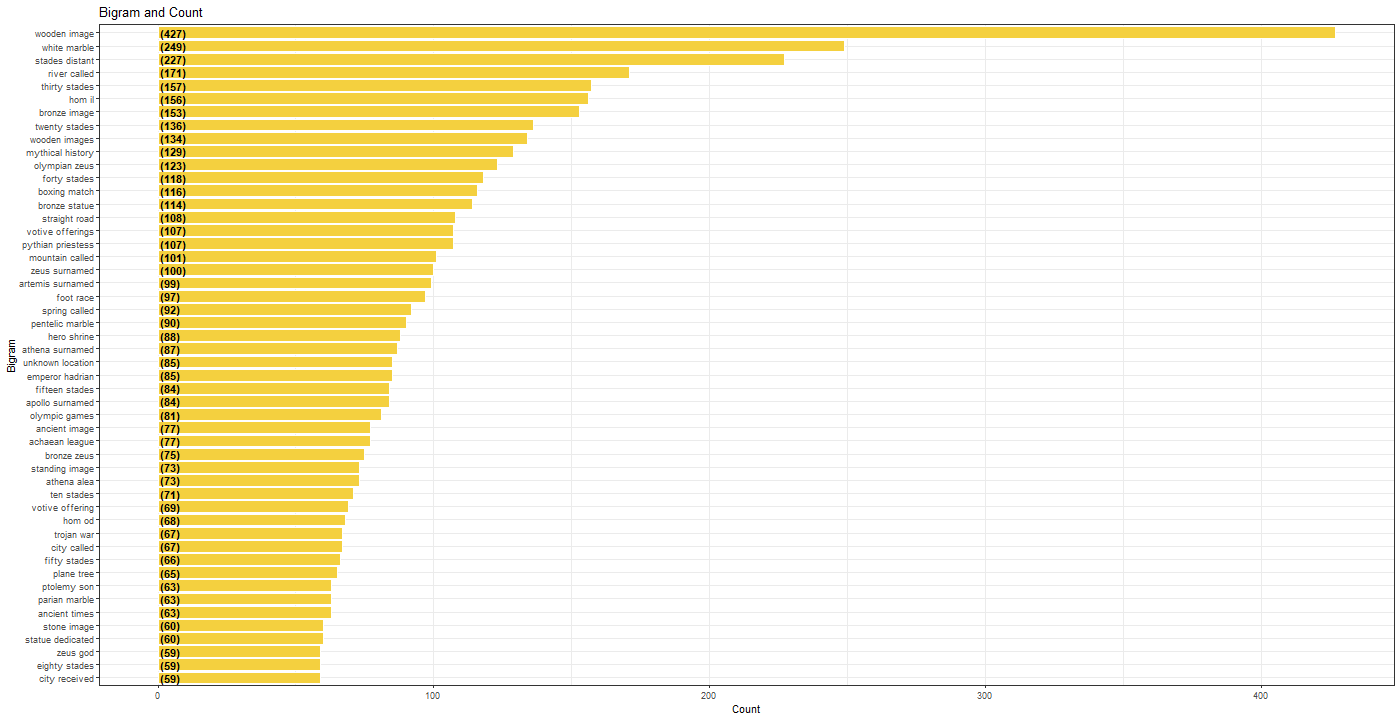 Bigram and Count
wooden image (427)
white marble (249)
stades distant (227)
river called (171)
thirty stades (157)
hom il (156)
bronze image (153)
twenty stades (136)
wooden images (134)
mythical history (129)
olympian zeus (123)
forty stades (118)
boxing match (116)
bronze statue (114)
straight road (108)
votive offerings (107)
pythian priestess (107)
mountain called (101)
zeus surnamed (100)
artemis surnamed (99)
foot race (97)
spring called (92)
pentelic marble (90)
hero shrine (88)
athena surnamed (87)
unknown location (85)
emperor hadrian (85)
fifteen stades (84)
apollo surnamed (84)
olympic games (81)
ancient image (77)
achaean league (77)
bronze zeus (75)
standing image (73)
athena alea (73)
ten stades (71)
votive offering (69)
hom od (68)
trojan war (67)
city called (67)
fifty stades (66)
plane tree (65)
ptolemy son (63)
parian marble (63)
ancient times (63)
stone image (60)
statue dedicated (60)
zeus god (59)
eighty stades (59)
city received (59)
Bigram
0 100 200 300 400
Count